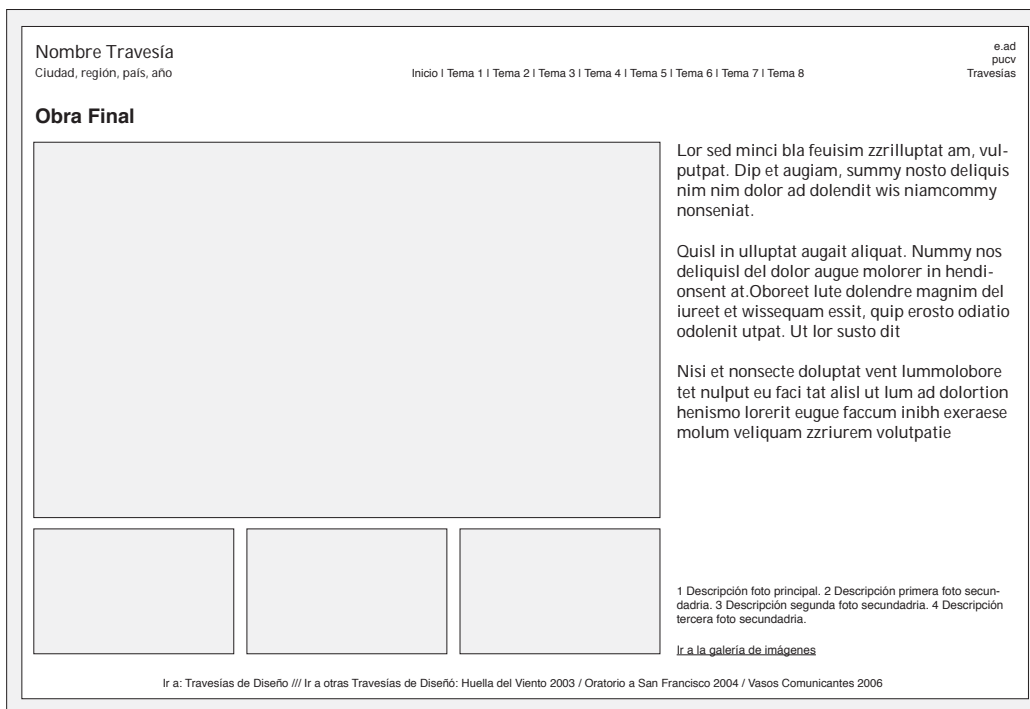 Nombre Travesía
Ciudad, región, país, año
Inicio | Tema 1 | Tema 2 | Tema 3 | Tema 4 | Tema 5 | Tema 6 | Tema 7 | Tema 8
e.ad
pucv
Travesías
Obra Final
Lor sed minci bla feuisim zzrilluptat am, vul-
putpat. Dip et augiam, summy nosto deliquis
nim nim dolor ad dolendit wis niamcommy
nonseniat.
Quisl in ulluptat augait aliquat. Nummy nos
deliquisl del dolor augue molorer in hendi-
onsent at.Oboreet lute dolendre magnim del
iureet et wissequam essit, quip erosto odiatio
odolenit utpat. Ut lor susto dit
Nisi et nonsecte doluptat vent lummolobore
tet nulput eu faci tat alisl ut lum ad dolortion
henismo lorerit eugue faccum inibh exeraese
molum veliquam zzriurem volutpatie
1 Descripción foto principal. 2 Descripción primera foto secun-
dadria. 3 Descripción segunda foto secundadria. 4 Descripción
tercera foto secundadria.
Ir a la galería de imágenes
Ir a: Travesías de Diseño /// Ir a otras Travesías de Diseñó: Huella del Viento 2003 / Oratorio a San Francisco 2004 / Vasos Comunicantes 2006